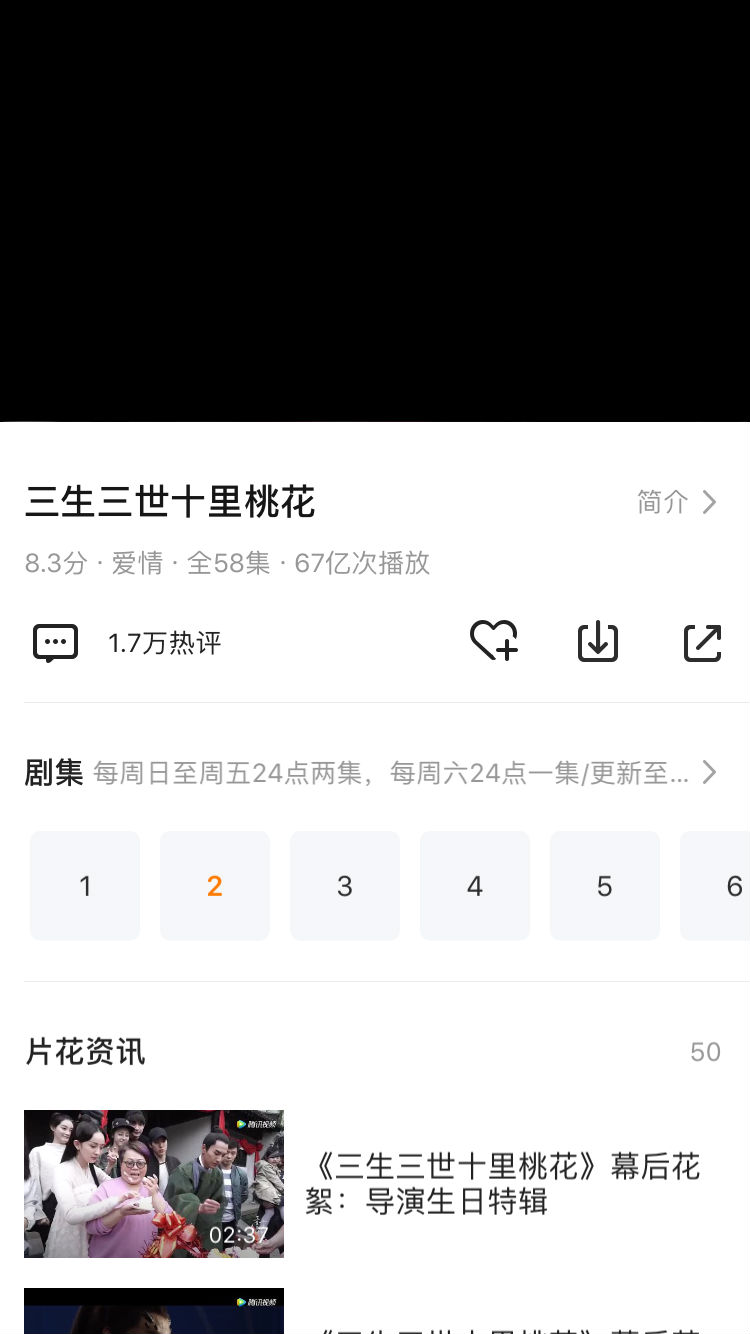 三生三世十里桃花
简介
8.3分 · 爱情 · 全58集 · 67亿次播放
1.7万热评
剧集 每周日至周五24点两集，每周六24点一集/更新至...
1 2 3 4 5 6
片花资讯
50
腾讯视频
02:37
《三生三世十里桃花》幕后花
絮：导演生日特辑
腾讯视频